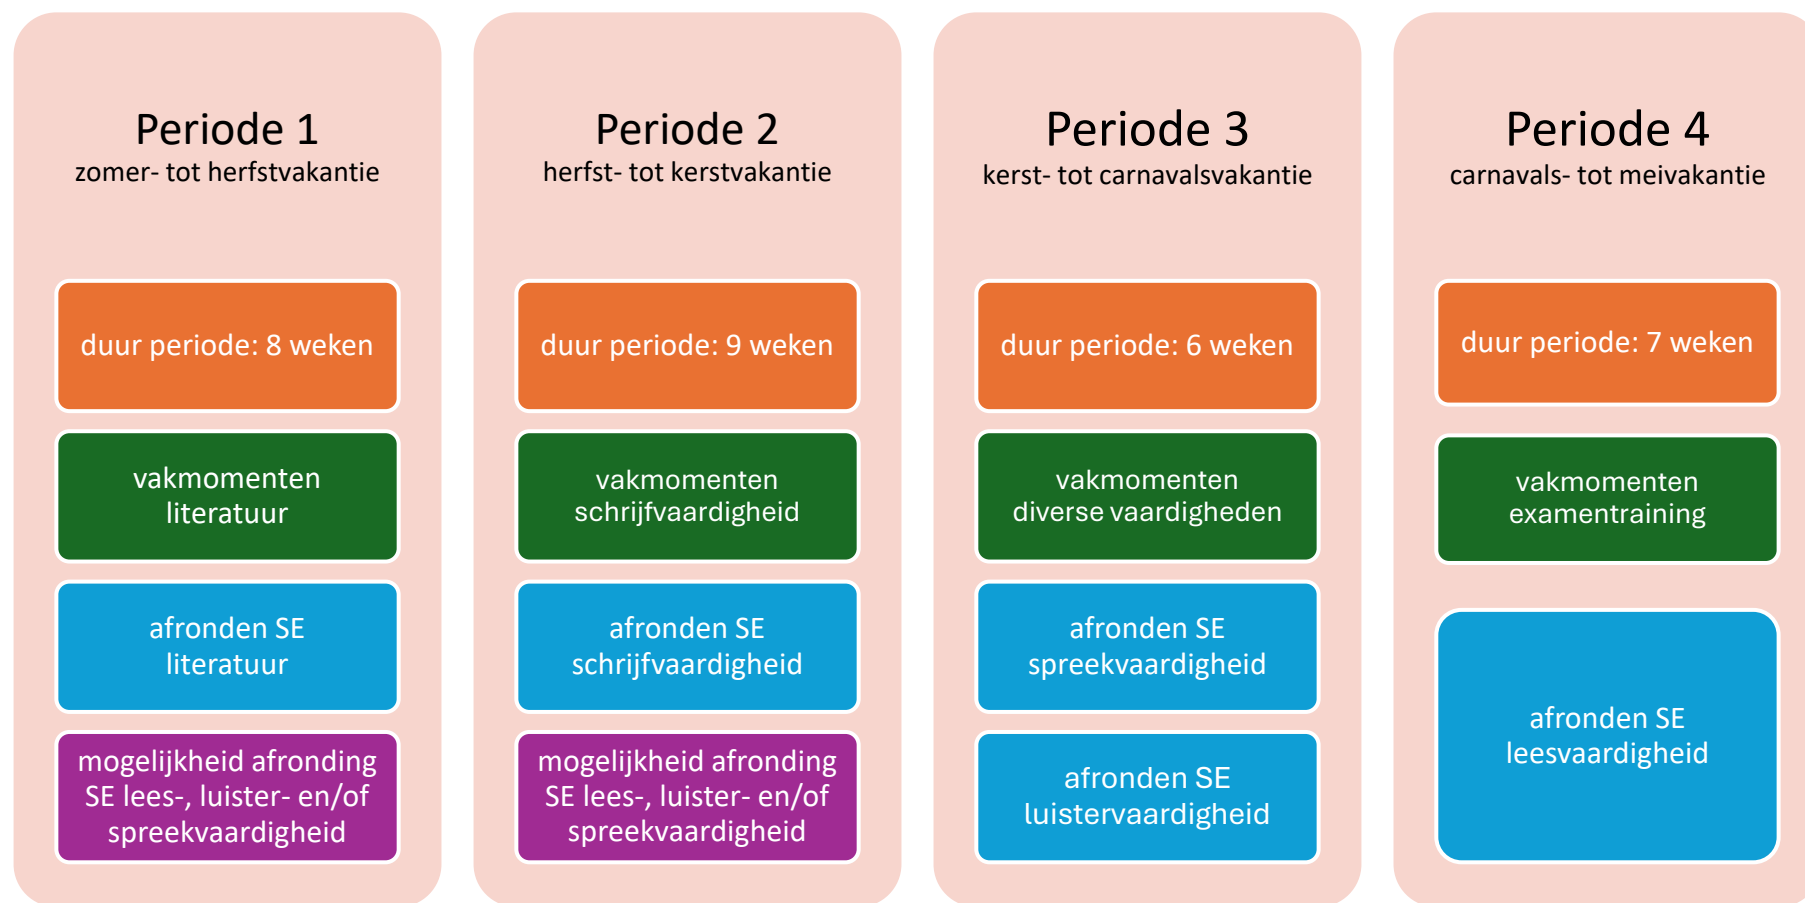 Periode 1
zomer- tot herfstvakantie
duur periode: 8 weken
vakmomenten
literatuur
afronden SE
literatuur
mogelijkheid afronding
SE lees-, luister- en/of
spreekvaardigheid
Periode 2
herfst- tot kerstvakantie
duur periode: 9 weken
vakmomenten
schrijfvaardigheid
afronden SE
schrijfvaardigheid
mogelijkheid afronding
SE lees-, luister- en/of
spreekvaardigheid
Periode 3
kerst- tot carnavalsvakantie
duur periode: 6 weken
vakmomenten
diverse vaardigheden
afronden SE
spreekvaardigheid
afronden SE
luistervaardigheid
Periode 4
carnavals- tot meivakantie
duur periode: 7 weken
vakmomenten
examentraining
afronden SE
leesvaardigheid